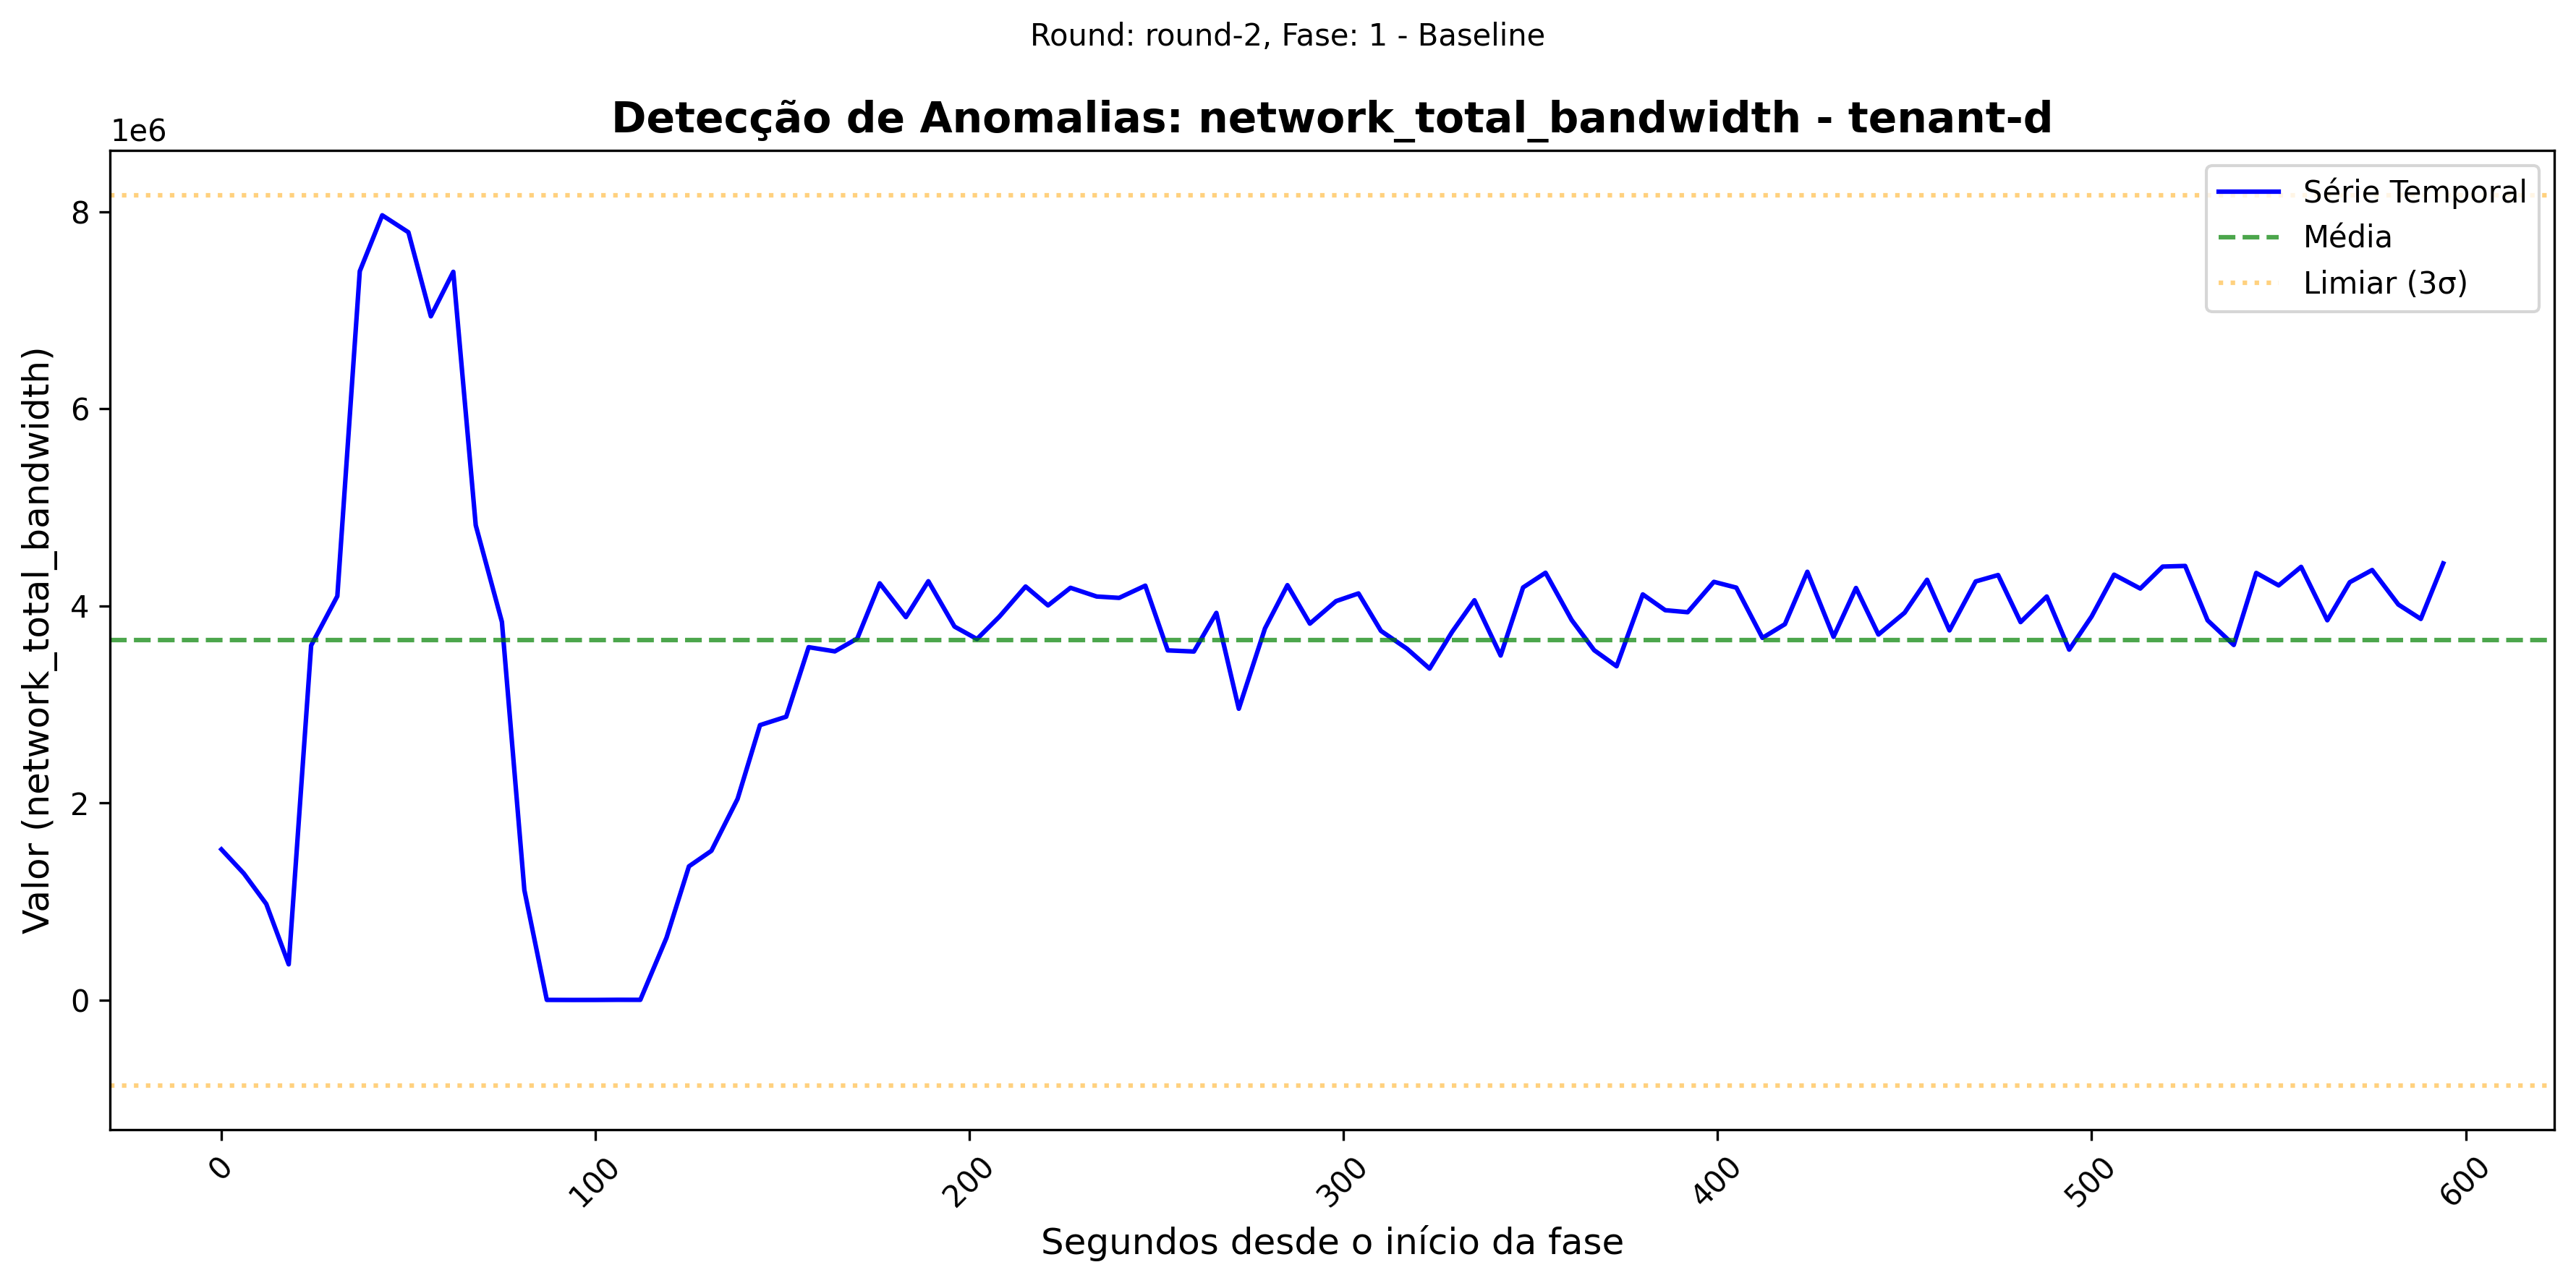 Round: round-2, Fase: 1 - Baseline
Detecção de Anomalias: network_total_bandwidth - tenant-d
1e6
Série Temporal
Média
Limiar (3σ)
Valor (network_total_bandwidth)
8
6
4
2
0
0
100
200
300
400
500
600
Segundos desde o início da fase